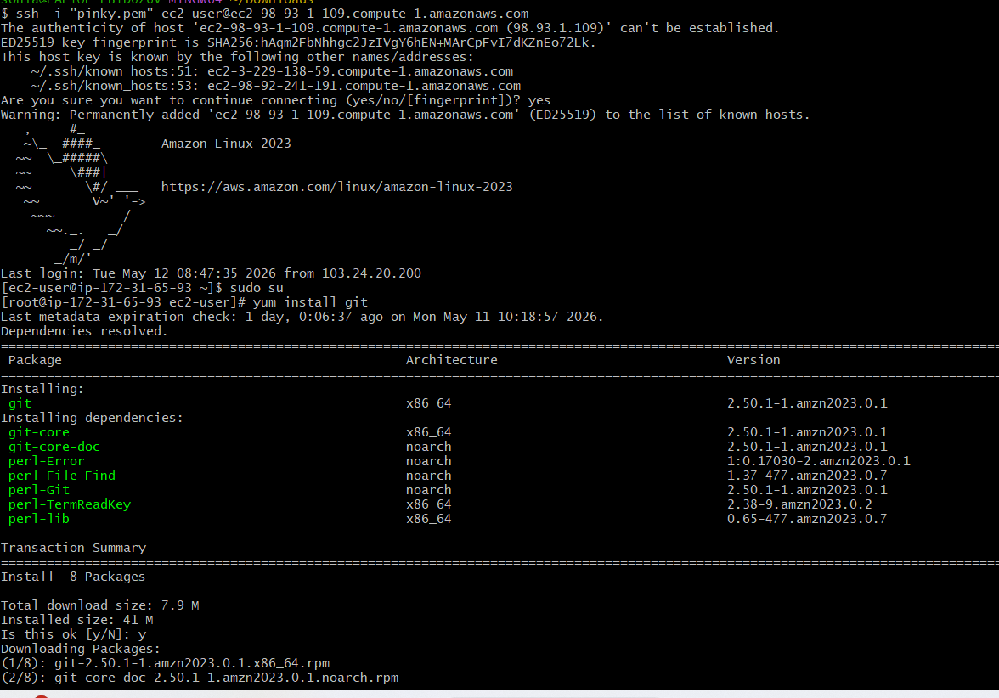 $ ssh -i "pinky.pem" ec2-user@ec2-98-93-1-109.compute-1.amazonaws.com
The authenticity of host 'ec2-98-93-1-109.compute-1.amazonaws.com (98.93.1.109)' can't be established.
ED25519 key fingerprint is SHA256:hAqm2FbNhhgc2JzIVgY6hEN+MArCpFvI7dKZnEo72Lk.
This host key is known by the following other names/addresses:
    ~/.ssh/known_hosts:51: ec2-3-229-138-59.compute-1.amazonaws.com
    ~/.ssh/known_hosts:53: ec2-98-92-241-191.compute-1.amazonaws.com
Are you sure you want to continue connecting (yes/no/[fingerprint])? yes
Warning: Permanently added 'ec2-98-93-1-109.compute-1.amazonaws.com' (ED25519) to the list of known hosts.
   ,     #_
   ~\_  ####_        Amazon Linux 2023
  ~~  \_#####\
  ~~     \###|
  ~~       \#/ ___   https://aws.amazon.com/linux/amazon-linux-2023
   ~~       V~' '->
    ~~~         /
      ~~._.   _/
         _/ _/
       _/m/'
Last login: Tue May 12 08:47:35 2026 from 103.24.20.200
[ec2-user@ip-172-31-65-93 ~]$ sudo su
[root@ip-172-31-65-93 ec2-user]# yum install git
Last metadata expiration check: 1 day, 0:06:37 ago on Mon May 11 10:18:57 2026.
Dependencies resolved.
Package Architecture Version
Installing:
git x86_64 2.50.1-1.amzn2023.0.1
Installing dependencies:
git-core x86_64 2.50.1-1.amzn2023.0.1
git-core-doc noarch 2.50.1-1.amzn2023.0.1
perl-Error noarch 1:0.17030-2.amzn2023.0.1
perl-File-Find noarch 1.37-477.amzn2023.0.7
perl-Git noarch 2.50.1-1.amzn2023.0.1
perl-TermReadKey x86_64 2.38-9.amzn2023.0.2
perl-lib x86_64 0.65-477.amzn2023.0.7
Transaction Summary
Install  8 Packages
Total download size: 7.9 M
Installed size: 41 M
Is this ok [y/N]: y
Downloading Packages:
(1/8): git-2.50.1-1.amzn2023.0.1.x86_64.rpm
(2/8): git-core-doc-2.50.1-1.amzn2023.0.1.noarch.rpm